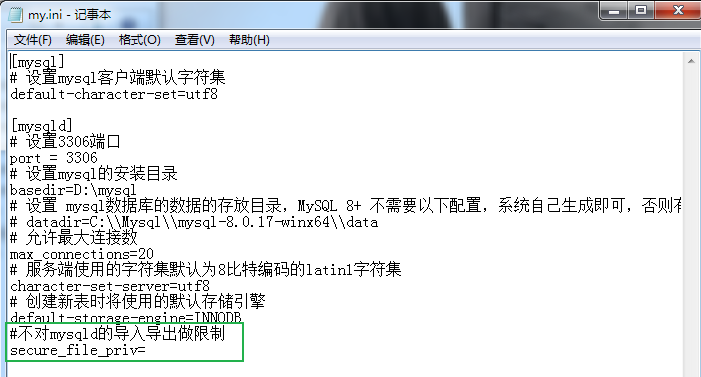 my.ini - 记事本
文件(F) 编辑(E) 格式(O) 查看(V) 帮助(H)
[mysql]
# 设置mysql客户端默认字符集
default-character-set=utf8
[mysqld]
# 设置3306端口
port = 3306
# 设置mysql的安装目录
basedir=D:\mysql
# 设置 mysql数据库的数据的存放目录，MySQL 8+ 不需要以下配置，系统自己生成即可，否则有
# datadir=C:\\Mysql\\mysql-8.0.17-winx64\\data
# 允许最大连接数
max_connections=20
# 服务端使用的字符集默认为8比特编码的latin1字符集
character-set-server=utf8
# 创建新表时将使用的默认存储引擎
default-storage-engine=INNODB
#不对mysqld的导入导出做限制
secure_file_priv=